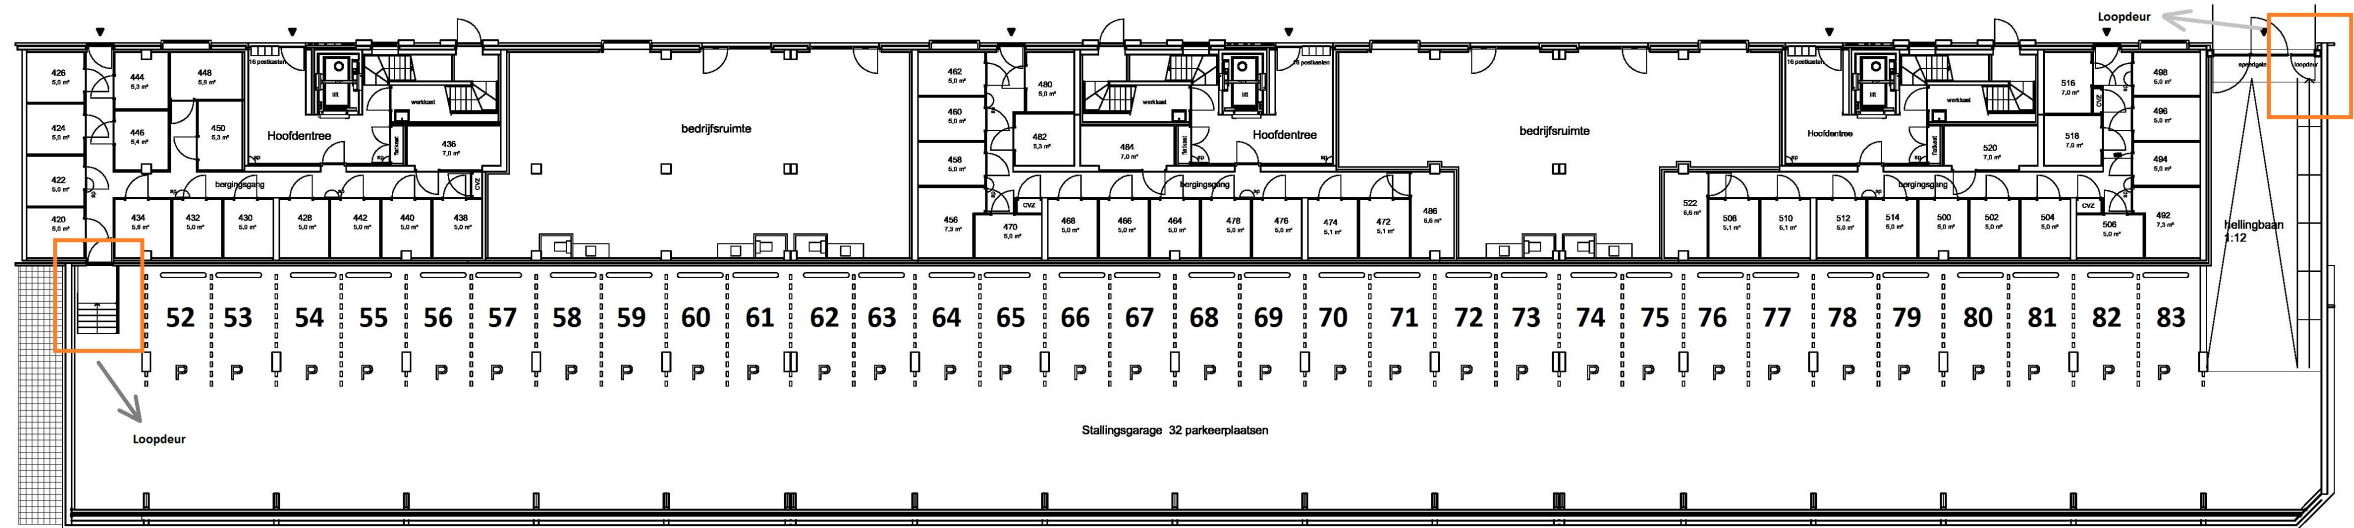 Loopdeur
16 postkasten
lift
werkkast
Hoofdentree
fietkast
bedrijfsruimte
426
5,0 m²
424
5,0 m²
422
5,0 m²
420
5,0 m²
444
5,3 m²
446
5,4 m²
448
5,9 m²
450
5,3 m²
436
7,0 m²
bergingsgang
CVZ
434
5,8 m²
432
5,0 m²
430
5,0 m²
428
5,0 m²
442
5,0 m²
440
5,0 m²
438
5,0 m²
462
5,0 m²
460
5,0 m²
458
5,0 m²
456
7,3 m²
470
5,0 m²
480
5,0 m²
482
5,3 m²
484
7,0 m²
werkkast
lift
Hoofdentree
16 postkasten
CVZ
bergingsgang
468
5,0 m²
466
5,0 m²
464
5,0 m²
478
5,0 m²
476
5,0 m²
474
5,1 m²
472
5,1 m²
486
6,6 m²
bedrijfsruimte
16 postkasten
lift
werkkast
Hoofdentree
520
7,0 m²
516
7,0 m²
518
7,0 m²
CVZ
498
5,0 m²
496
5,0 m²
494
5,0 m²
492
7,3 m²
bergingsgang
522
6,6 m²
508
5,1 m²
510
5,1 m²
512
5,0 m²
514
5,0 m²
500
5,0 m²
502
5,0 m²
504
5,0 m²
CVZ
506
5,0 m²
speedgate
loopdeur
hellingbaan
1:12
52 53 54 55 56 57 58 59 60 61 62 63 64 65 66 67 68 69 70 71 72 73 74 75 76 77 78 79 80 81 82 83
P P P P P P P P P P P P P P P P P P P P P P P P P P P P P P P P
Stallingsgarage 32 parkeerplaatsen
Loopdeur